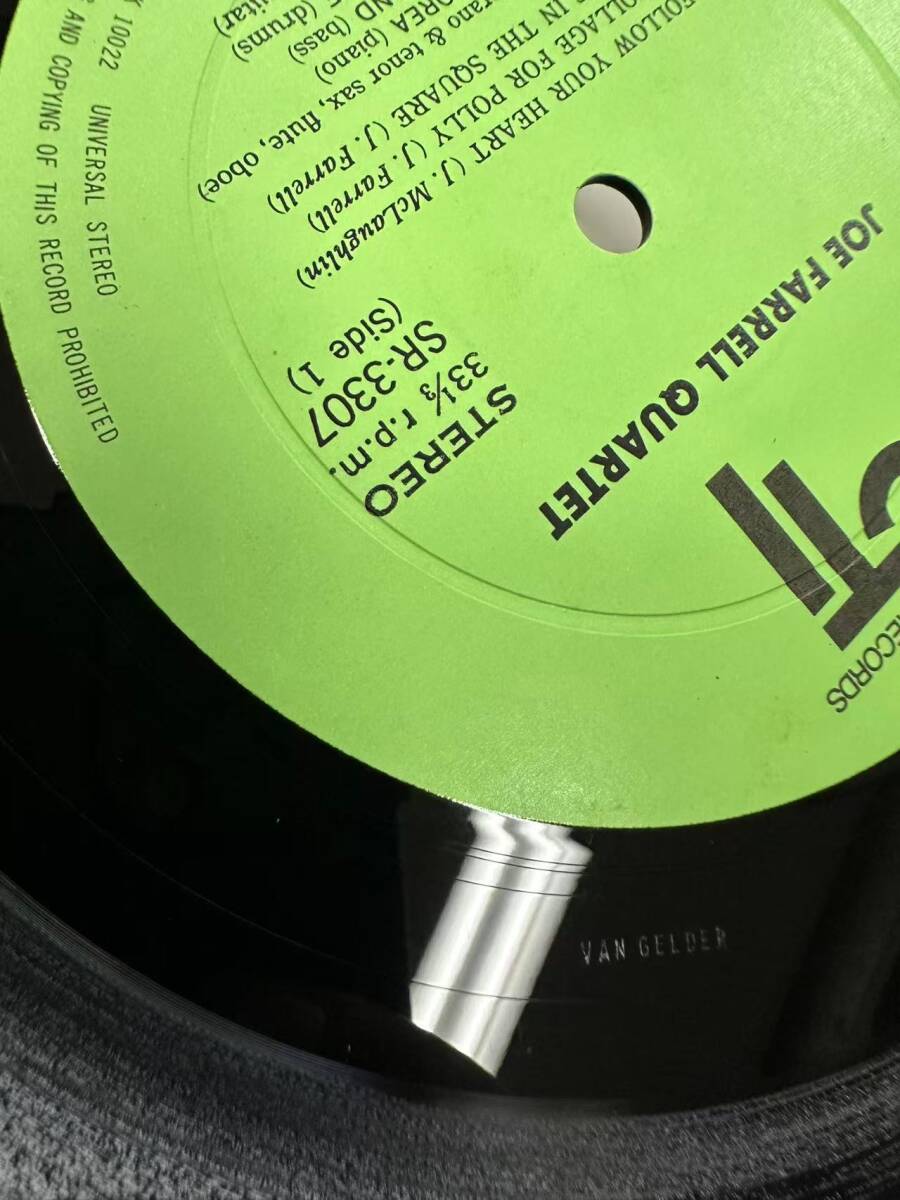 CTI
RECORDS
JOE FARRELL QUARTET
STEREO
33⅓ r.p.m.
SR-3307
(Side 1)
FOLLOW YOUR HEART (J. McLaughlin)
COLLAGE FOR POLLY (J. Farrell)
IN THE SQUARE (J. Farrell)
& tenor sax, flute, oboe)
(piano)
(bass)
(drums)
10022 UNIVERSAL STEREO
AND COPYING OF THIS RECORD PROHIBITED
VAN GELDER